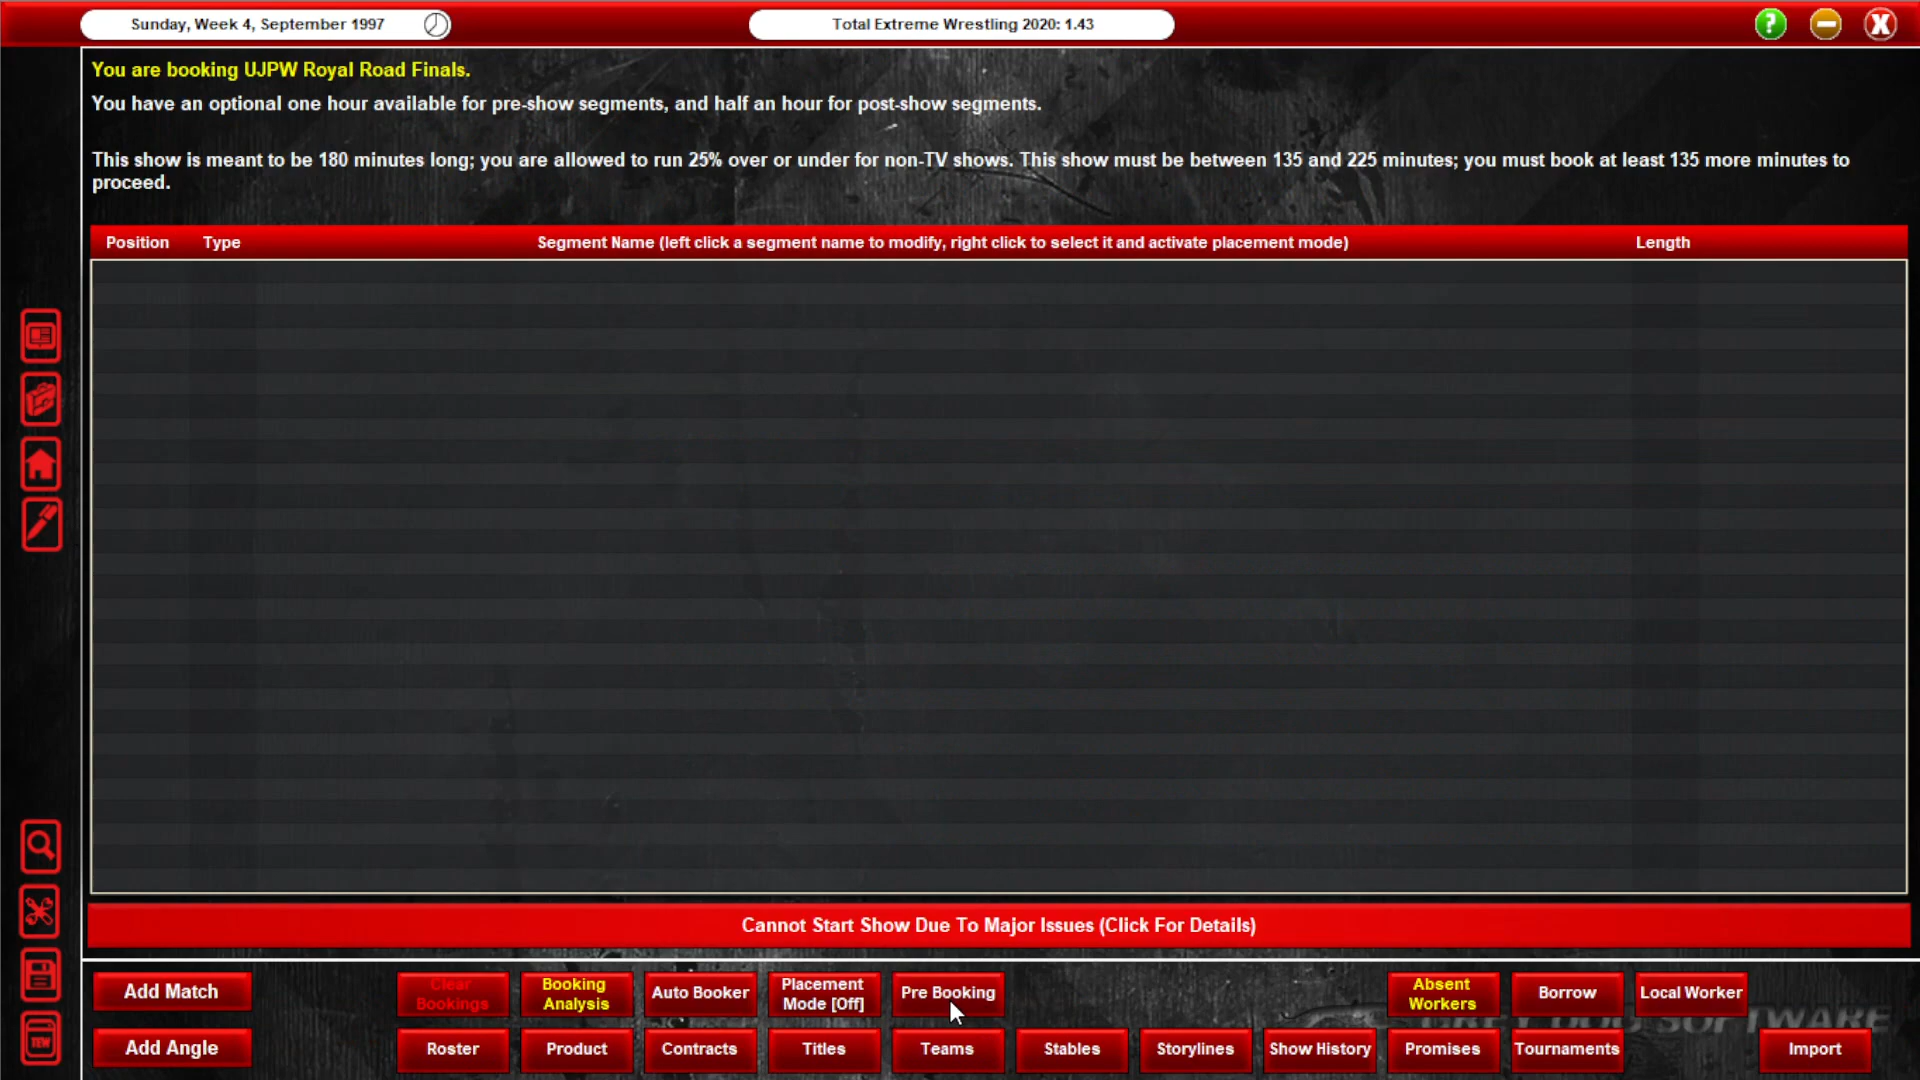 Sunday, Week 4, September 1997
Total Extreme Wrestling 2020: 1.43
You are booking UJPW Royal Road Finals.
You have an optional one hour available for pre-show segments, and half an hour for post-show segments.
This show is meant to be 180 minutes long; you are allowed to run 25% over or under for non-TV shows. This show must be between 135 and 225 minutes; you must book at least 135 more minutes to
proceed.
Position Type Segment Name (left click a segment name to modify, right click to select it and activate placement mode) Length
Cannot Start Show Due To Major Issues (Click For Details)
Add Match
Clear
Bookings
Booking
Analysis
Auto Booker
Placement
Mode [Off]
Pre Booking
Absent
Workers
Borrow
Local Worker
GREY DOG SOFTWARE
Add Angle
Roster
Product
Contracts
Titles
Teams
Stables
Storylines
Show History
Promises
Tournaments
Import
TEW